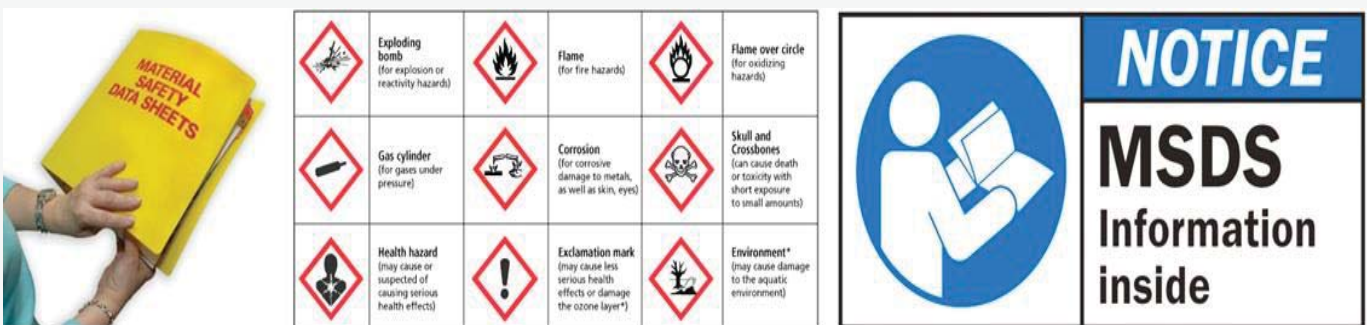 MATERIAL
SAFETY
DATA SHEETS
Exploding
bomb
(for explosion or
reactivity hazards)
Flame
(for fire hazards)
Flame over circle
(for oxidizing
hazards)
Gas cylinder
(for gases under
pressure)
Corrosion
(for corrosive
damage to metals,
as well as skin, eyes)
Skull and
Crossbones
(can cause death
or toxicity with
short exposure
to small amounts)
Health hazard
(may cause or
suspected of
causing serious
health effects)
Exclamation mark
(may cause less
serious health
effects or damage
the ozone layer*)
Environment*
(may cause damage
to the aquatic
environment)
NOTICE
MSDS
Information
inside